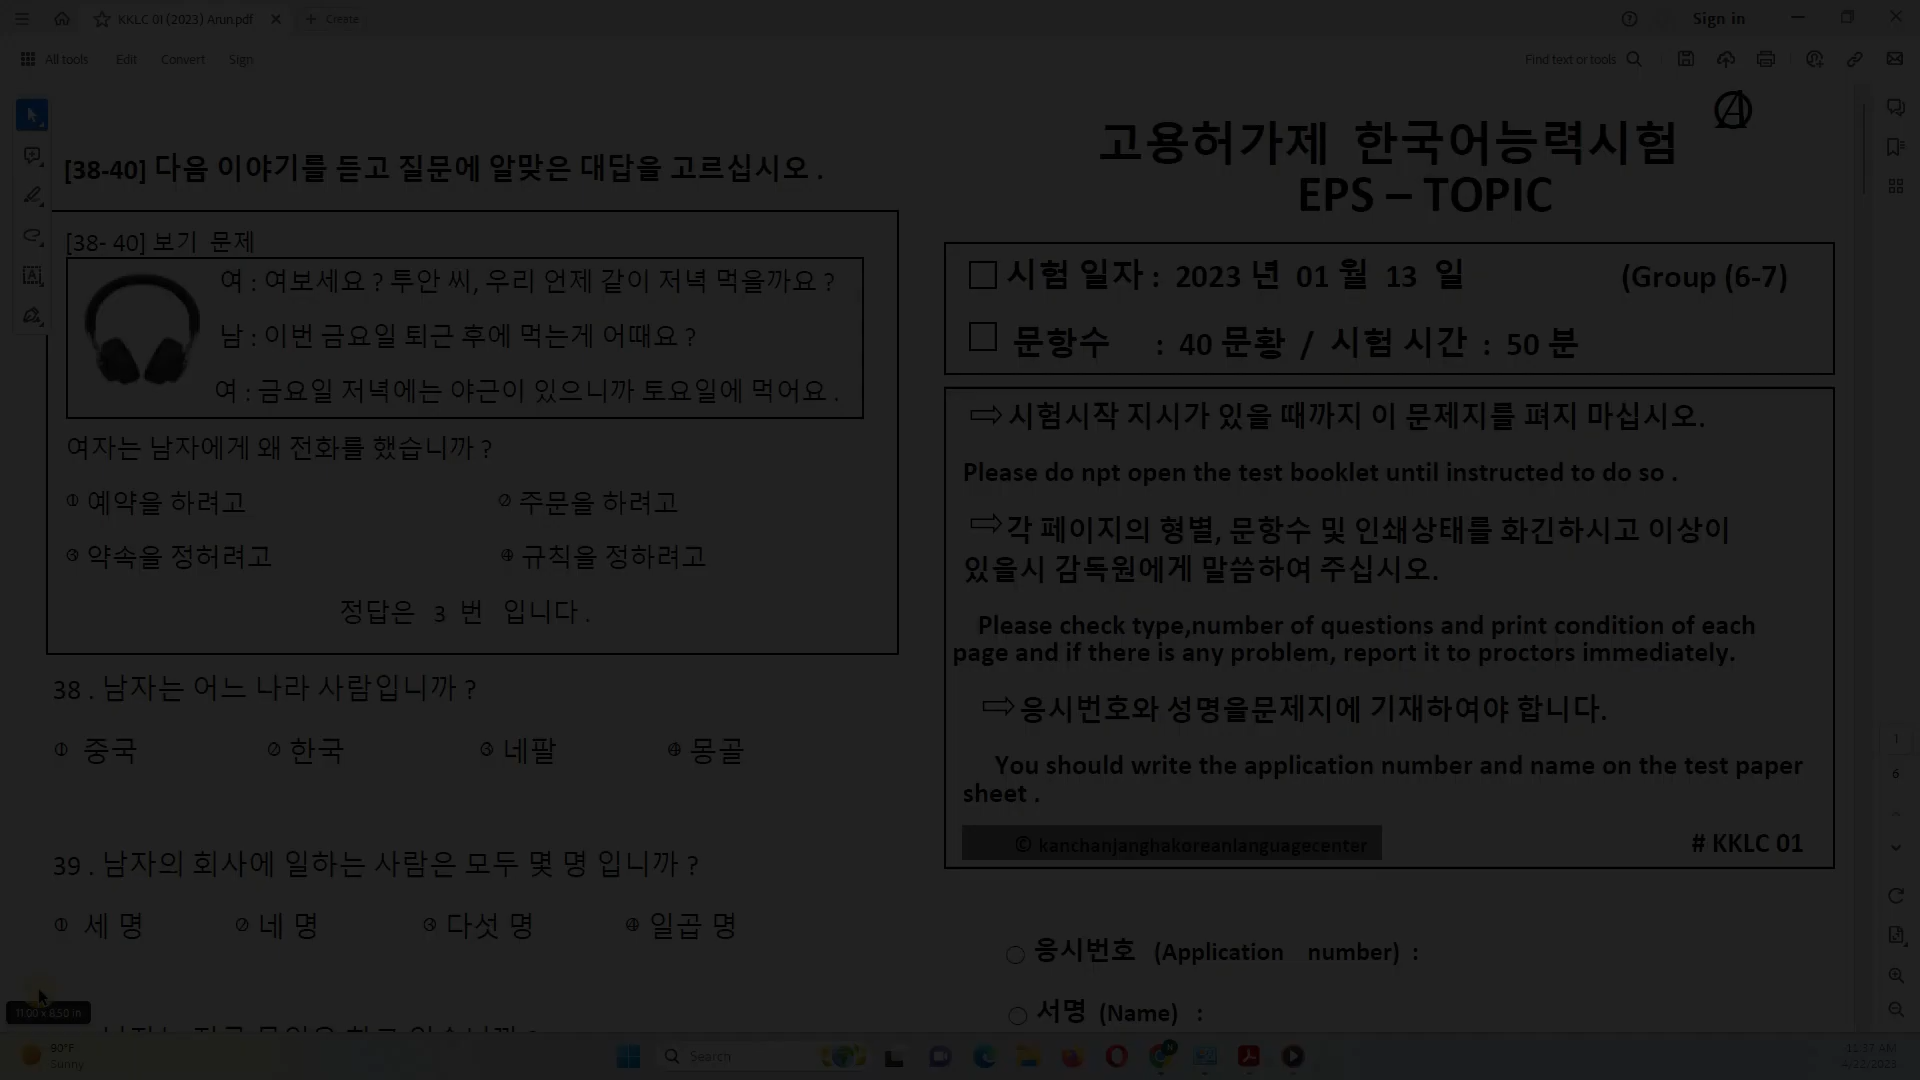 KKLC 0I (2023) Arun.pdf
Create
Sign in
All tools
Edit
Convert
Sign
Find text or tools
[38-40] 다음 이야기를 듣고 질문에 알맞은 대답을 고르십시오 .
[38- 40] 보기 문제
여 : 여보세요 ? 투안 씨, 우리 언제 같이 저녁 먹을까요 ?
남 : 이번 금요일 퇴근 후에 먹는게 어때요 ?
여 : 금요일 저녁에는 야근이 있으니까 토요일에 먹어요 .
여자는 남자에게 왜 전화를 했습니까 ?
① 예약을 하려고 ② 주문을 하려고
③ 약속을 정허려고 ④ 규칙을 정하려고
정답은 3 번 입니다 .
38 . 남자는 어느 나라 사람입니까 ?
① 중국 ② 한국 ③ 네팔 ④ 몽골
39 . 남자의 회사에 일하는 사람은 모두 몇 명 입니까 ?
① 세 명 ② 네 명 ③ 다섯 명 ④ 일곱 명
11.00 x 8.50 in
A
고용허가제 한국어능력시험
EPS – TOPIC
시험 일자 : 2023 년 01 월 13 일 (Group (6-7)
문항수 : 40 문황 / 시험 시간 : 50 분
⇨ 시험시작 지시가 있을 때까지 이 문제지를 펴지 마십시오.
Please do npt open the test booklet until instructed to do so .
⇨ 각 페이지의 형별, 문항수 및 인쇄상태를 화긴하시고 이상이
있을시 감독원에게 말씀하여 주십시오.
Please check type,number of questions and print condition of each
page and if there is any problem, report it to proctors immediately.
⇨ 응시번호와 성명을문제지에 기재하여야 합니다.
You should write the application number and name on the test paper
sheet .
© kanchanjanghakoreanlanguagecenter # KKLC 01
○ 응시번호 (Application number) :
○ 서명 (Name) :
1
6
90°F
Sunny
Search